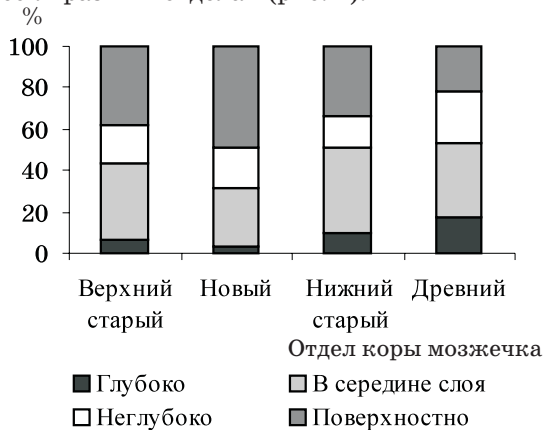 %
100
80
60
40
20
0
Верхний старый
Новый
Нижний старый
Древний
Отдел коры мозжечка
Глубоко
В середине слоя
Неглубоко
Поверхностно